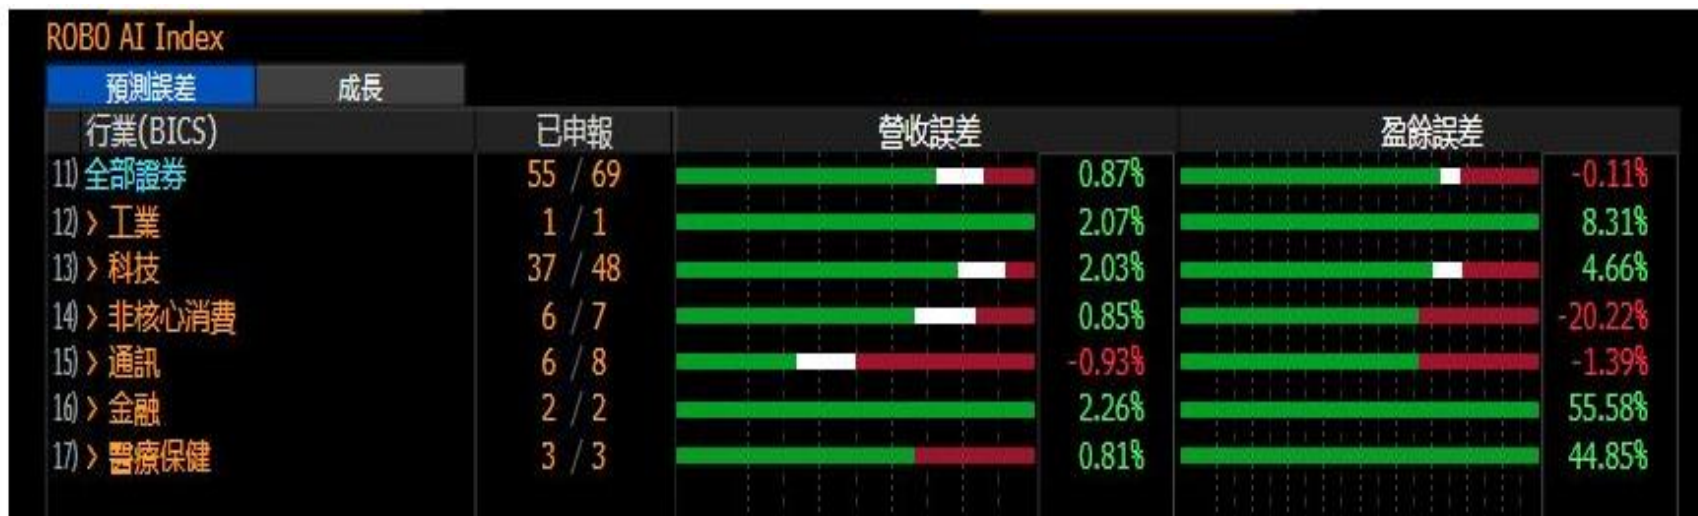 ROBO AI Index
預測誤差 成長
行業(BICS) 已申報 營收誤差 盈餘誤差
11) 全部證券 55 / 69 0.87% -0.11%
12) > 工業 1 / 1 2.07% 8.31%
13) > 科技 37 / 48 2.03% 4.66%
14) > 非核心消費 6 / 7 0.85% -20.22%
15) > 通訊 6 / 8 -0.93% -1.39%
16) > 金融 2 / 2 2.26% 55.58%
17) > 醫療保健 3 / 3 0.81% 44.85%